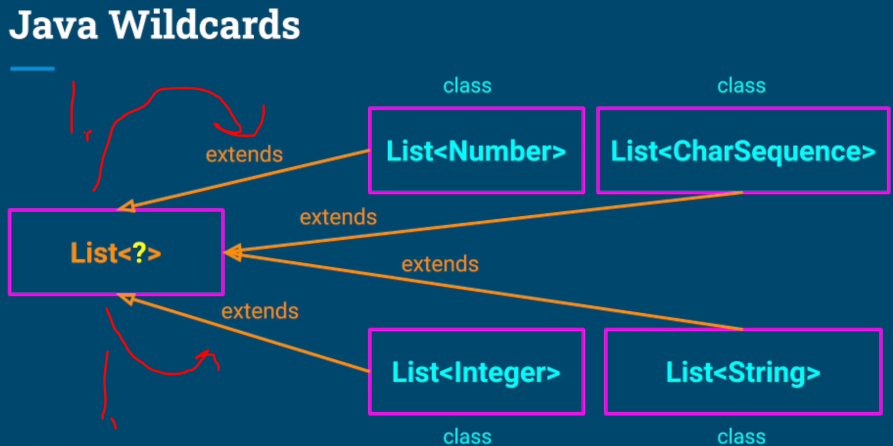 Java Wildcards
class
class
List<Number>
List<CharSequence>
extends
extends
List<?>
extends
extends
List<Integer>
List<String>
class
class